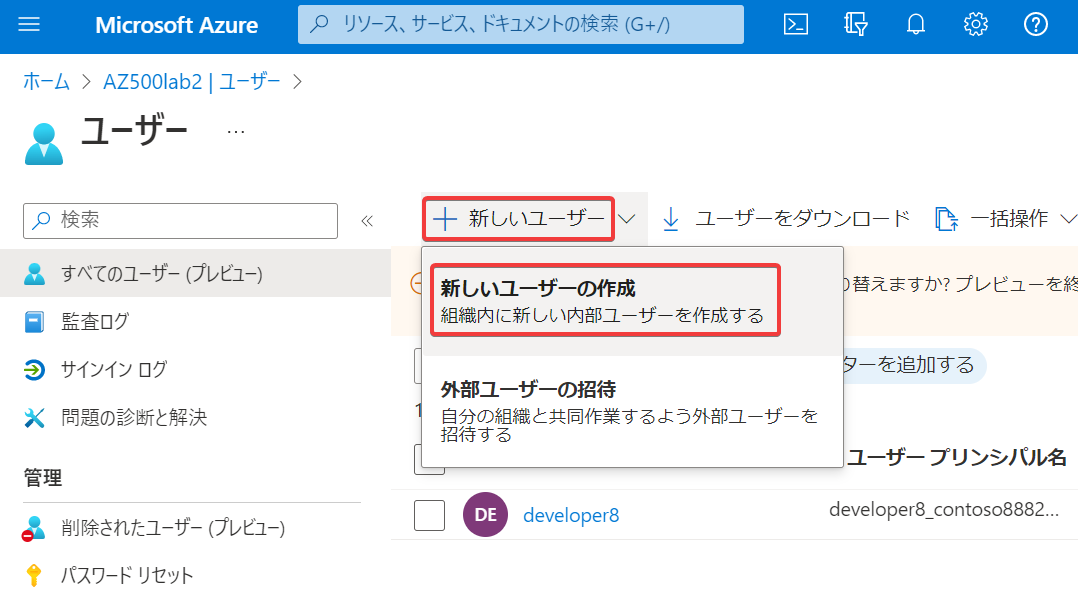 Microsoft Azure
リソース、サービス、ドキュメントの検索 (G+/)
ホーム > AZ500lab2 | ユーザー >
ユーザー ...
検索 «
すべてのユーザー (プレビュー)
監査ログ
サインイン ログ
問題の診断と解決
管理
削除されたユーザー (プレビュー)
パスワード リセット
+ 新しいユーザー
ユーザーをダウンロード
一括操作
新しいユーザーの作成
組織内に新しい内部ユーザーを作成する
外部ユーザーの招待
自分の組織と共同作業するよう外部ユーザーを
招待する
り替えますか? プレビューを終
ターを追加する
ユーザー プリンシパル名
DE
developer8
developer8_contoso8882...